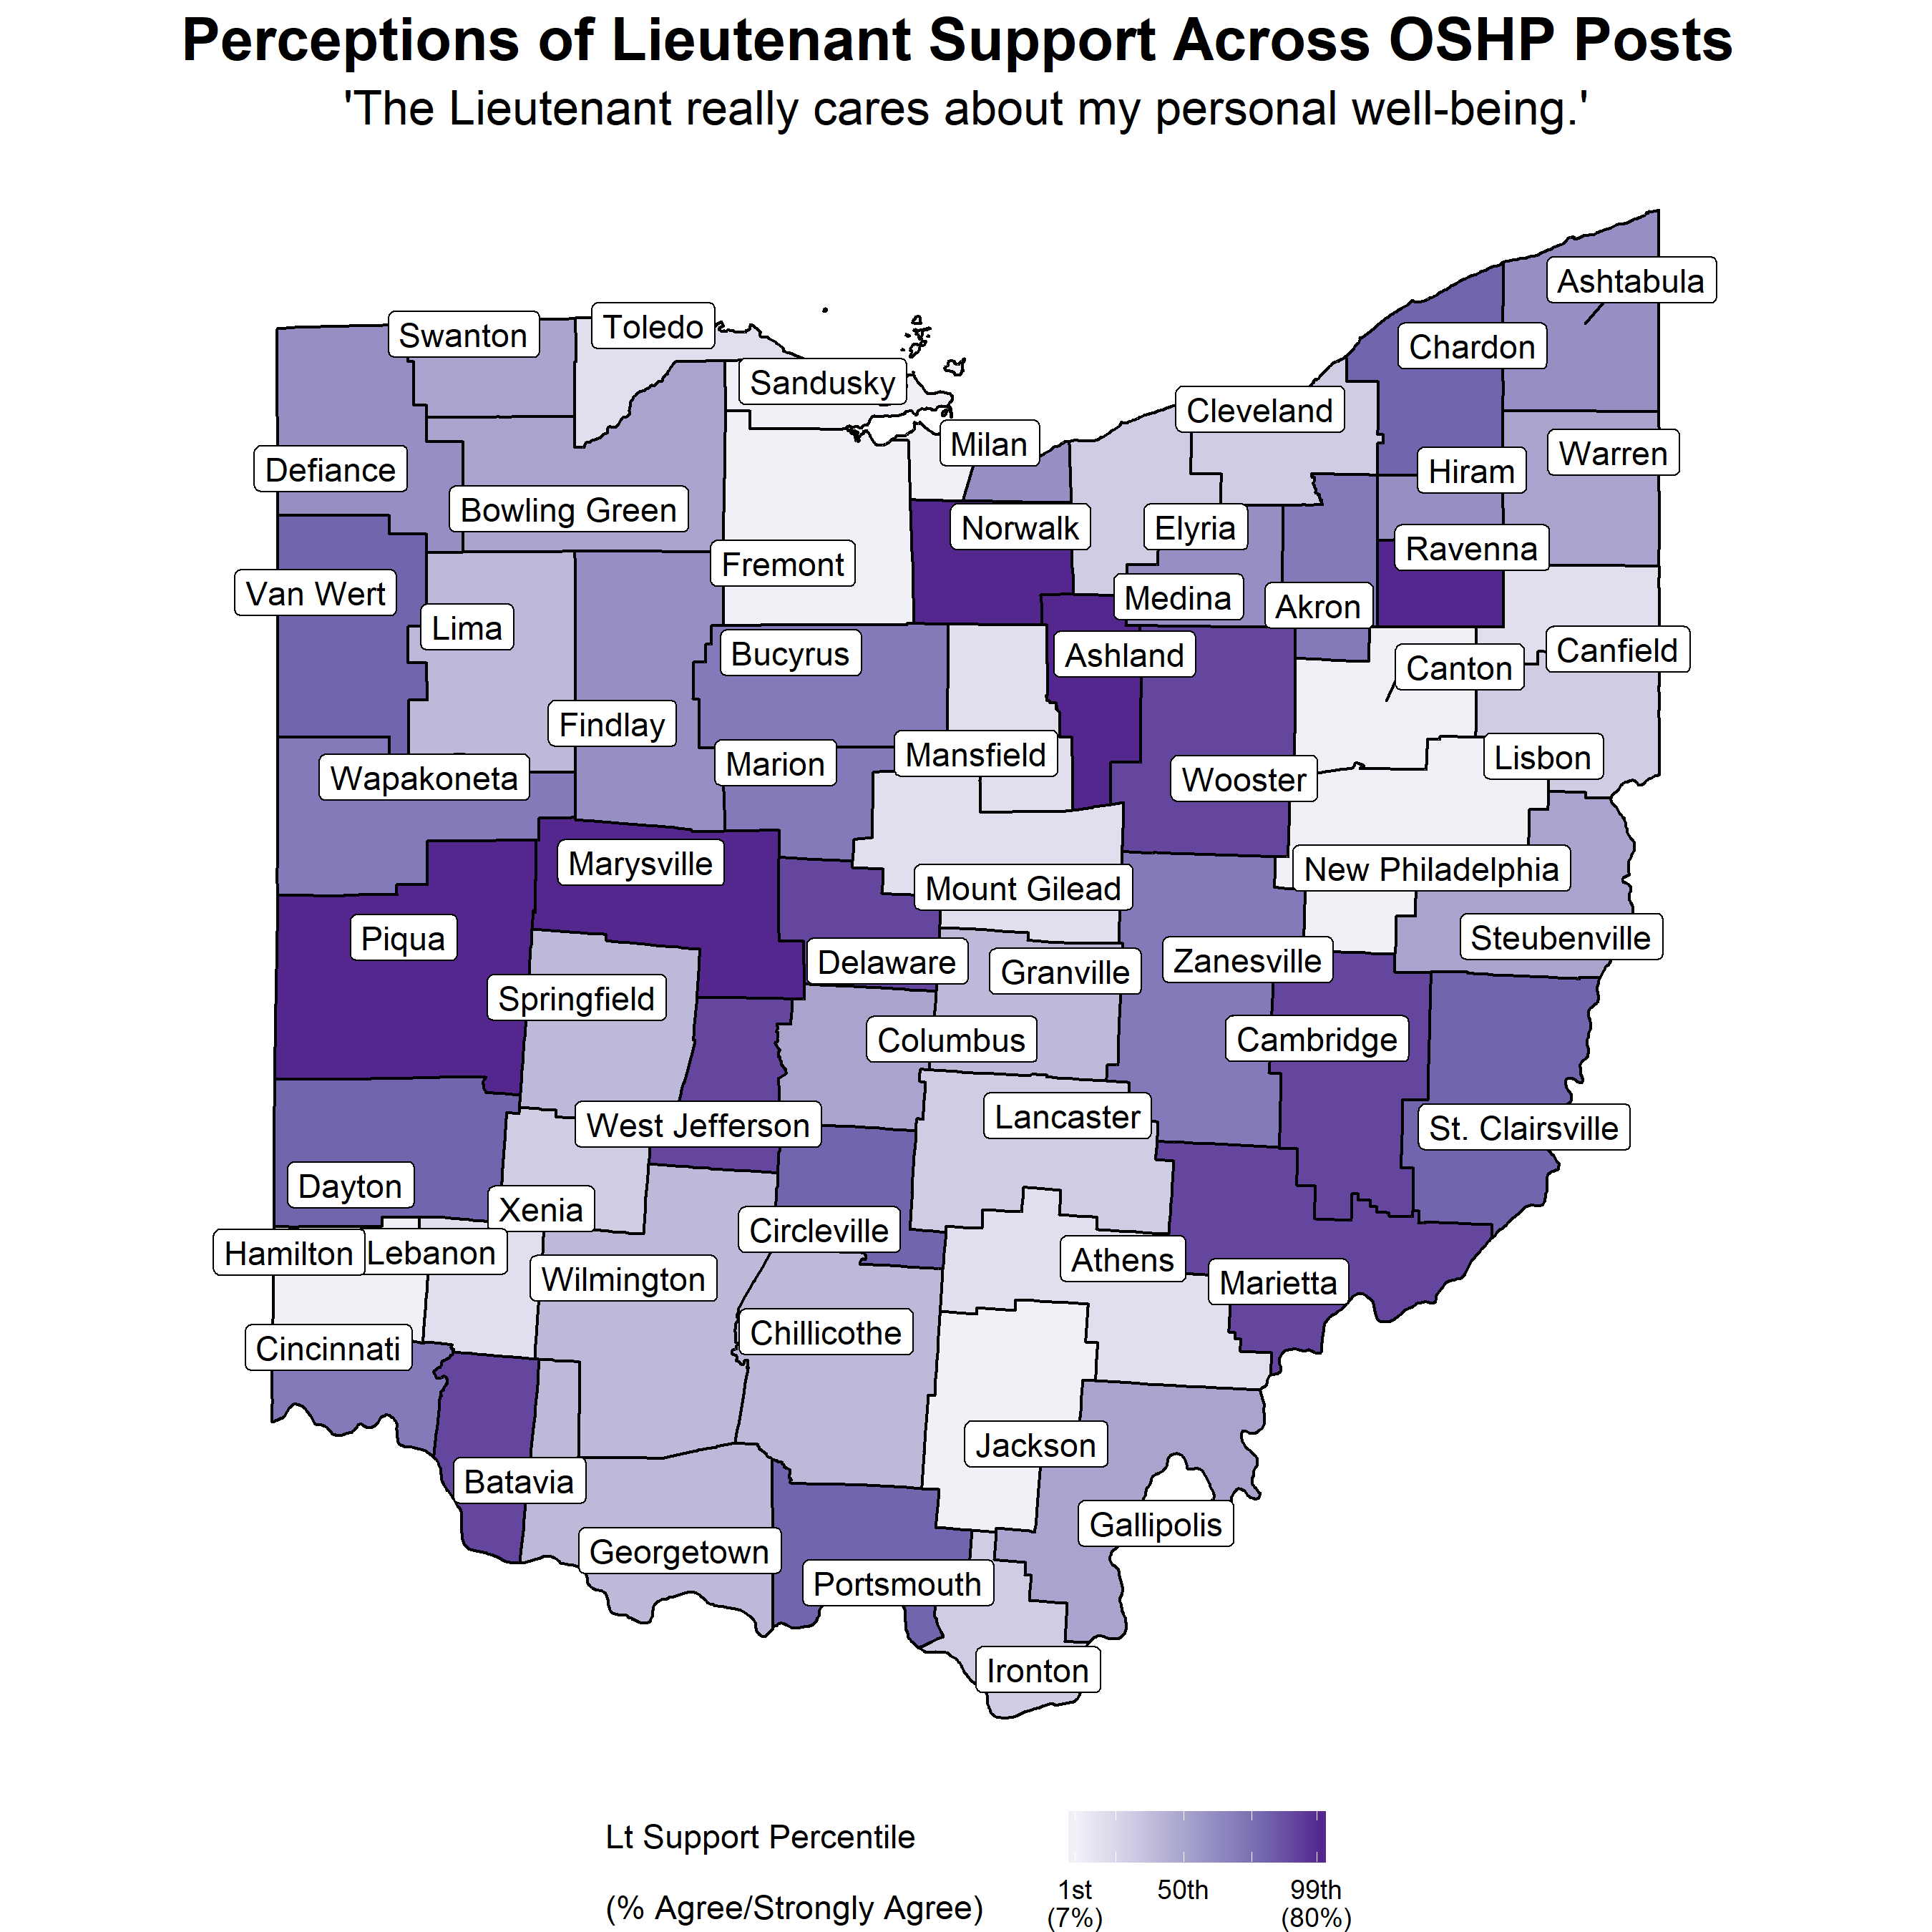 Perceptions of Lieutenant Support Across OSHP Posts
'The Lieutenant really cares about my personal well-being.'
Ashtabula
Swanton
Toledo
Chardon
Sandusky
Cleveland
Milan
Warren
Defiance
Hiram
Bowling Green
Norwalk
Elyria
Ravenna
Fremont
Van Wert
Medina
Akron
Lima
Bucyrus
Ashland
Canfield
Canton
Findlay
Mansfield
Lisbon
Marion
Wapakoneta
Wooster
Marysville
New Philadelphia
Mount Gilead
Piqua
Steubenville
Delaware
Zanesville
Granville
Springfield
Columbus
Cambridge
Lancaster
West Jefferson
St. Clairsville
Dayton
Xenia
Circleville
Hamilton
Lebanon
Athens
Wilmington
Marietta
Chillicothe
Cincinnati
Jackson
Batavia
Gallipolis
Georgetown
Portsmouth
Ironton
Lt Support Percentile
(% Agree/Strongly Agree)
1st 50th 99th
(7%) (80%)